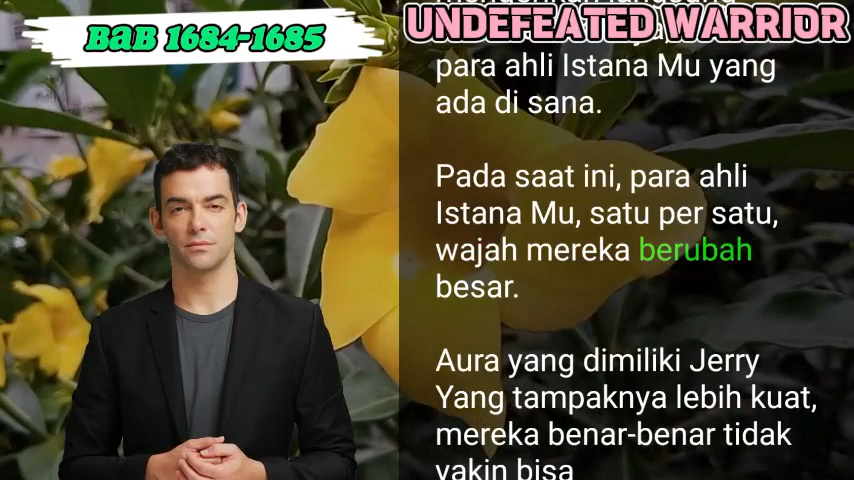 BAB 1684-1685
UNDEFEATED WARRIOR
para ahli Istana Mu yang
ada di sana.
Pada saat ini, para ahli
Istana Mu, satu per satu,
wajah mereka berubah
besar.
Aura yang dimiliki Jerry
Yang tampaknya lebih kuat,
mereka benar-benar tidak
yakin bisa